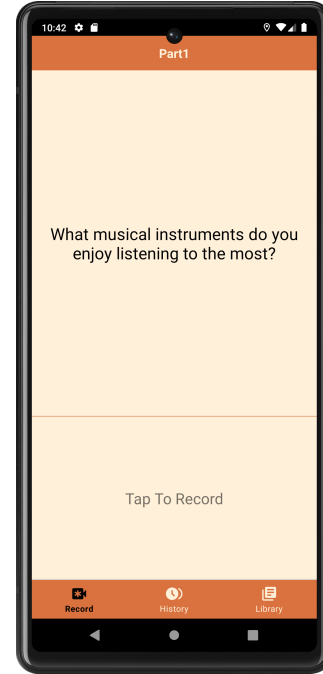 10:42
Part1
What musical instruments do you
enjoy listening to the most?
Tap To Record
Record
History
Library